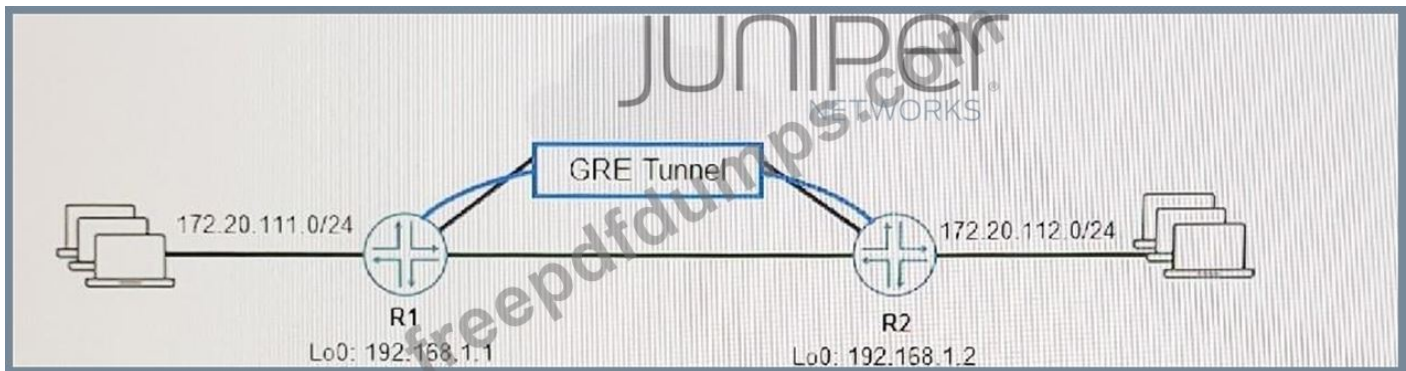 JUNIPER
NETWORKS
GRE Tunnel
172.20.111.0/24
172.20.112.0/24
R1
R2
Lo0: 192.168.1.1
Lo0: 192.168.1.2
freepdfdumps.com